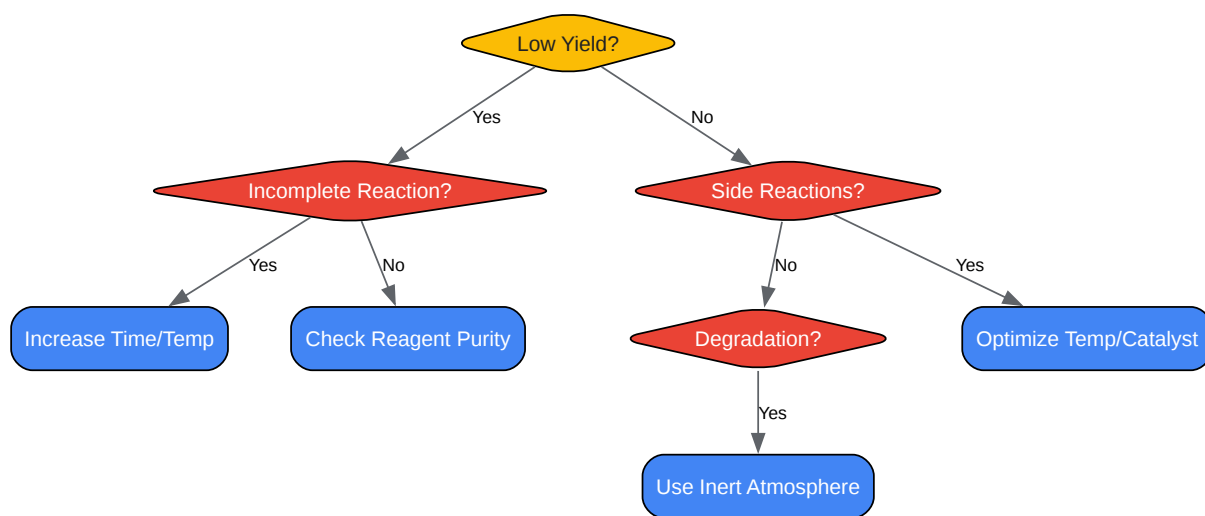 Low Yield?
Yes
No
Incomplete Reaction?
Side Reactions?
Yes
No
No
Yes
Increase Time/Temp
Check Reagent Purity
Degradation?
Optimize Temp/Catalyst
Yes
Use Inert Atmosphere